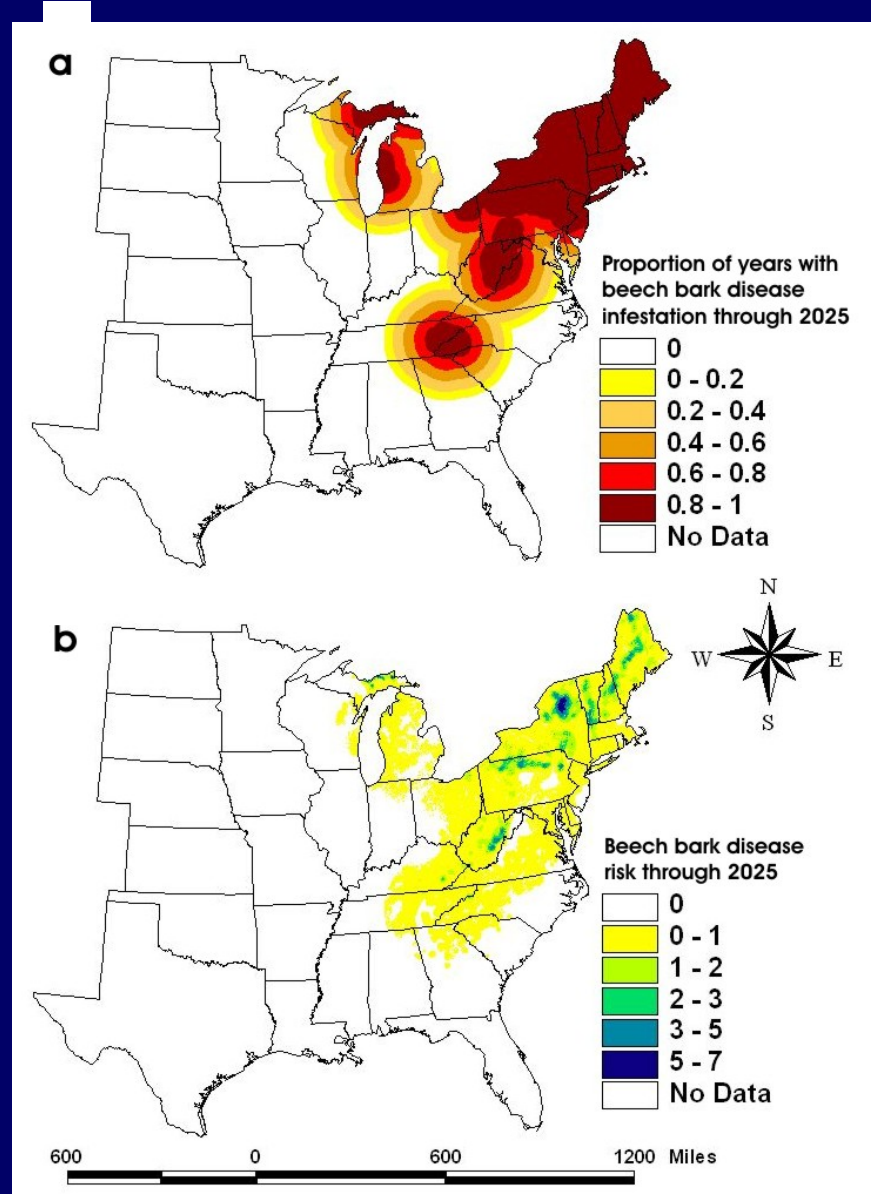 a
Proportion of years with
beech bark disease
infestation through 2025
0
0 - 0.2
0.2 - 0.4
0.4 - 0.6
0.6 - 0.8
0.8 - 1
No Data
N
W E
S
b
Beech bark disease
risk through 2025
0
0 - 1
1 - 2
2 - 3
3 - 5
5 - 7
No Data
600 0 600 1200 Miles